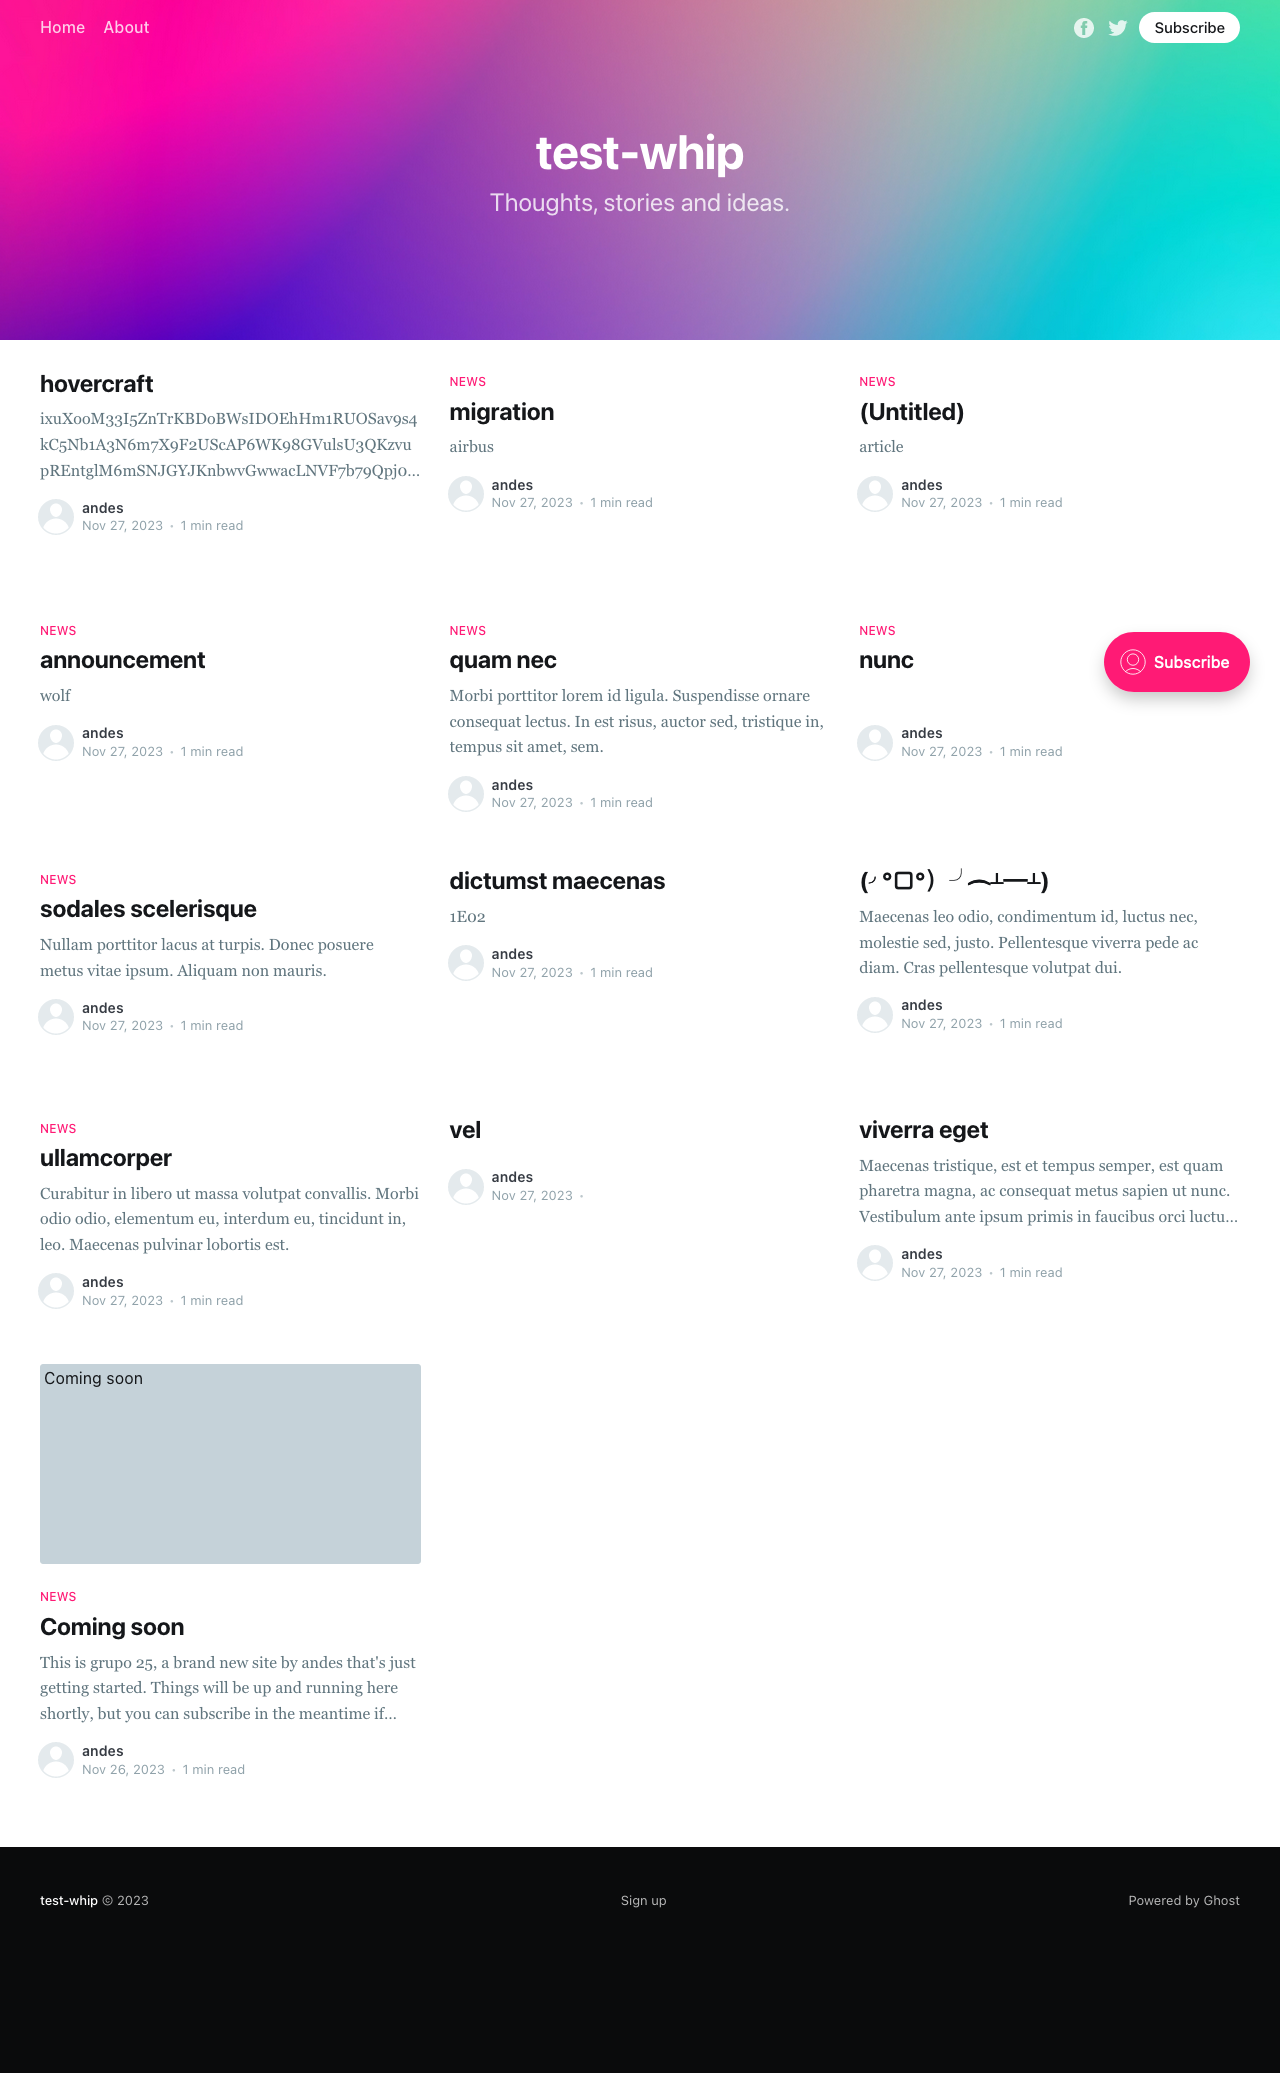 Home About Subscribe
test-whip
Thoughts, stories and ideas.
hovercraft
ixuXooM33I5ZnTrKBDoBWsIDOEhHm1RUOSav9s4
kC5Nb1A3N6m7X9F2UScAP6WK98GVulsU3QKzvu
pREntglM6mSNJGYJKnbwvGwwacLNVF7b79Qpj0...
andes
Nov 27, 2023 • 1 min read
NEWS
migration
airbus
andes
Nov 27, 2023 • 1 min read
NEWS
(Untitled)
article
andes
Nov 27, 2023 • 1 min read
NEWS
announcement
wolf
andes
Nov 27, 2023 • 1 min read
NEWS
quam nec
Morbi porttitor lorem id ligula. Suspendisse ornare
consequat lectus. In est risus, auctor sed, tristique in,
tempus sit amet, sem.
andes
Nov 27, 2023 • 1 min read
NEWS
nunc
andes
Nov 27, 2023 • 1 min read
Subscribe
NEWS
sodales scelerisque
Nullam porttitor lacus at turpis. Donec posuere
metus vitae ipsum. Aliquam non mauris.
andes
Nov 27, 2023 • 1 min read
dictumst maecenas
1E02
andes
Nov 27, 2023 • 1 min read
(╯°□°）╯︵ ┻━┻)
Maecenas leo odio, condimentum id, luctus nec,
molestie sed, justo. Pellentesque viverra pede ac
diam. Cras pellentesque volutpat dui.
andes
Nov 27, 2023 • 1 min read
NEWS
ullamcorper
Curabitur in libero ut massa volutpat convallis. Morbi
odio odio, elementum eu, interdum eu, tincidunt in,
leo. Maecenas pulvinar lobortis est.
andes
Nov 27, 2023 • 1 min read
vel
andes
Nov 27, 2023 •
viverra eget
Maecenas tristique, est et tempus semper, est quam
pharetra magna, ac consequat metus sapien ut nunc.
Vestibulum ante ipsum primis in faucibus orci luctu...
andes
Nov 27, 2023 • 1 min read
Coming soon
NEWS
Coming soon
This is grupo 25, a brand new site by andes that's just
getting started. Things will be up and running here
shortly, but you can subscribe in the meantime if...
andes
Nov 26, 2023 • 1 min read
test-whip © 2023
Sign up
Powered by Ghost